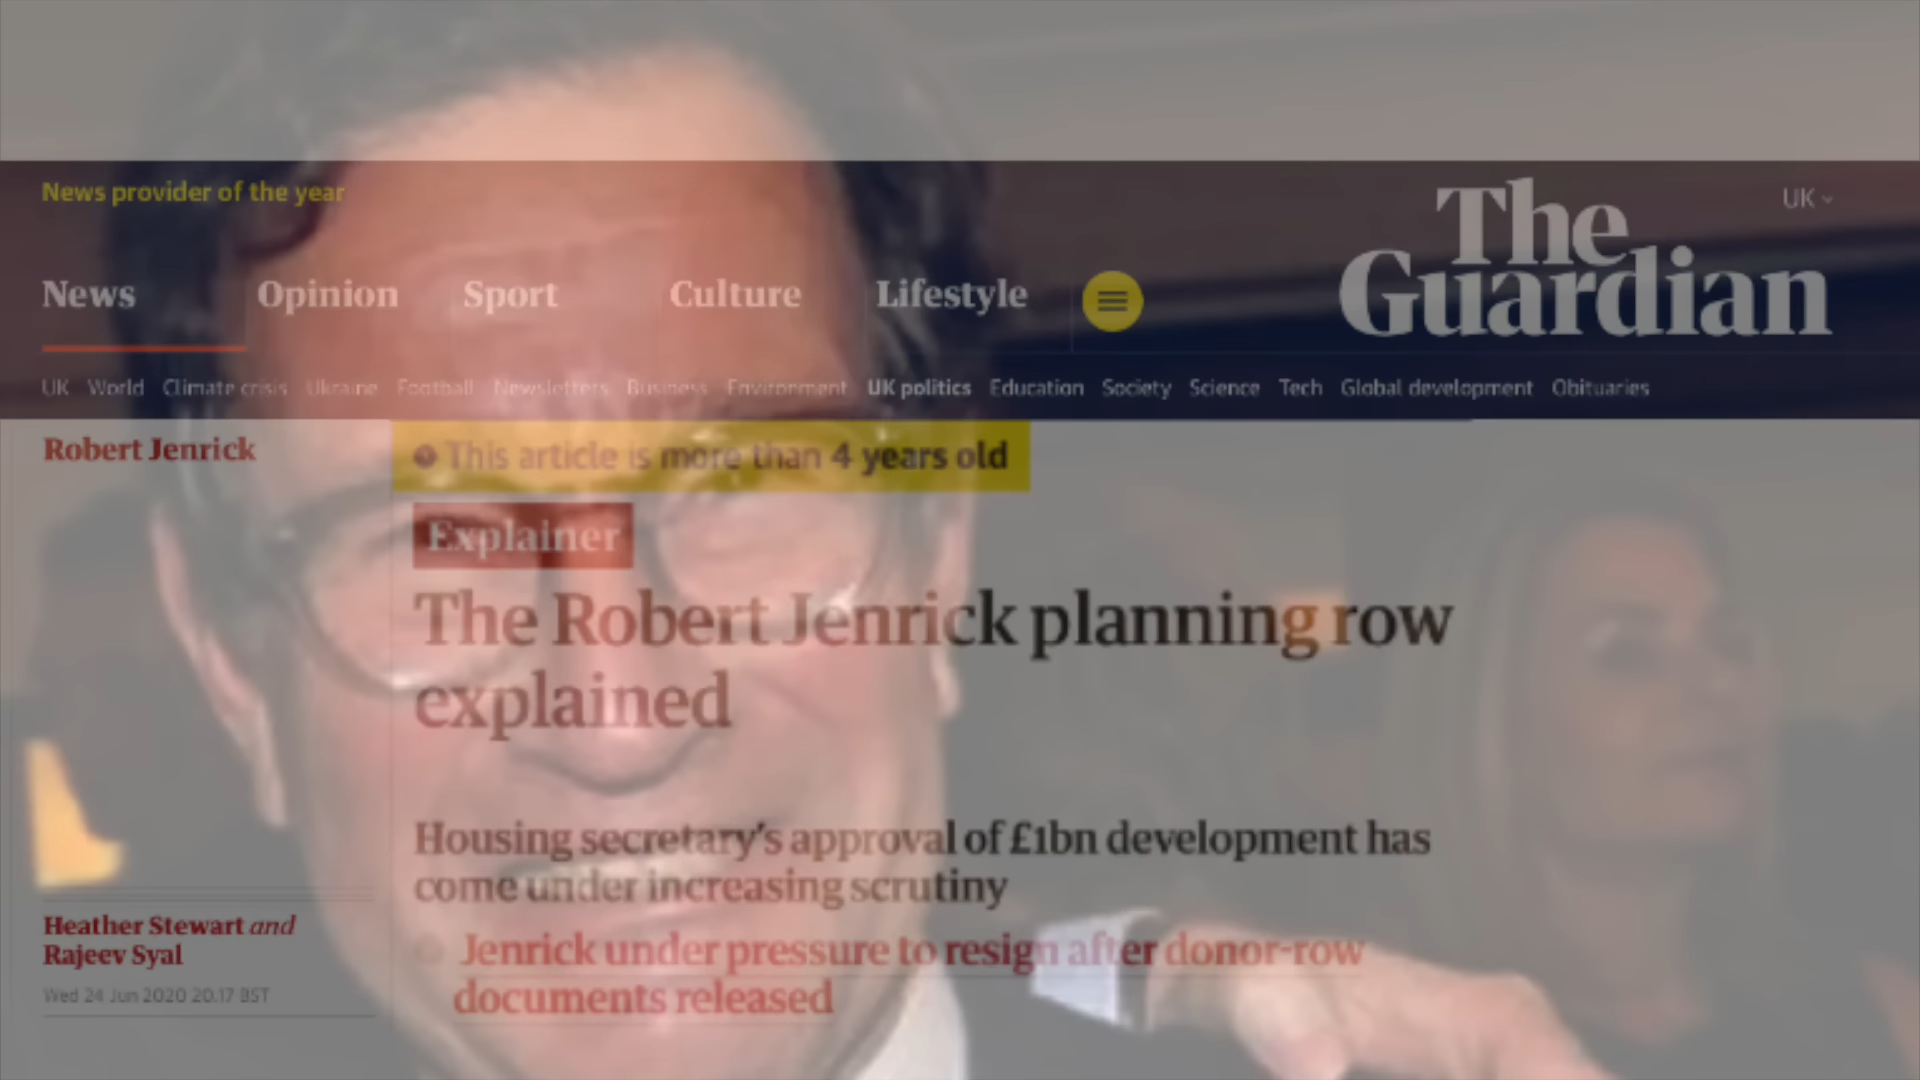 News provider of the year
The
Guardian
UK
News Opinion Sport Culture Lifestyle
UK World Climate crisis Ukraine Football Newsletters Business Environment UK politics Education Society Science Tech Global development Obituaries
Robert Jenrick
This article is more than 4 years old
Explainer
The Robert Jenrick planning row
explained
Housing secretary's approval of £1bn development has
come under increasing scrutiny
Jenrick under pressure to resign after donor-row
documents released
Heather Stewart and
Rajeev Syal
Wed 24 Jun 2020 20.17 BST